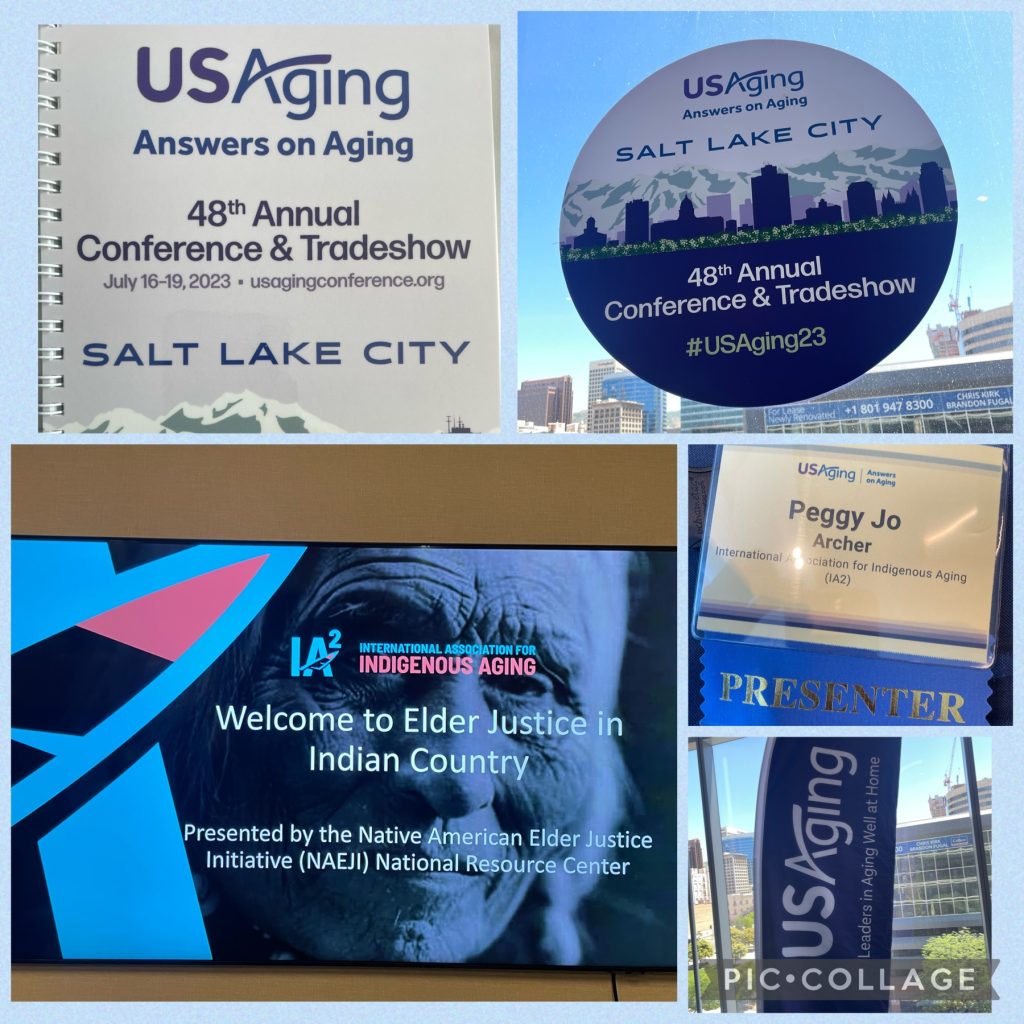 USAging
Answers on Aging
48th Annual
Conference & Tradeshow
July 16-19, 2023 ▪ usagingconference.org
SALT LAKE CITY
USAging
Answers on Aging
SALT LAKE CITY
48th Annual
Conference & Tradeshow
#USAging23
For Lease
Newly Renovated
+1 801 947 8300
CHRIS KIRK
BRANDON FUGAL
IA2
INTERNATIONAL ASSOCIATION FOR
INDIGENOUS AGING
Welcome to Elder Justice in
Indian Country
Presented by the Native American Elder Justice
Initiative (NAEJI) National Resource Center
USAging
Answers
on Aging
Peggy Jo
Archer
International Association for Indigenous Aging
(IA2)
PRESENTER
USAging
Leaders in Aging Well at Home
CHRIS KIRK
BRANDON FUGAL
PIC•COLLAGE